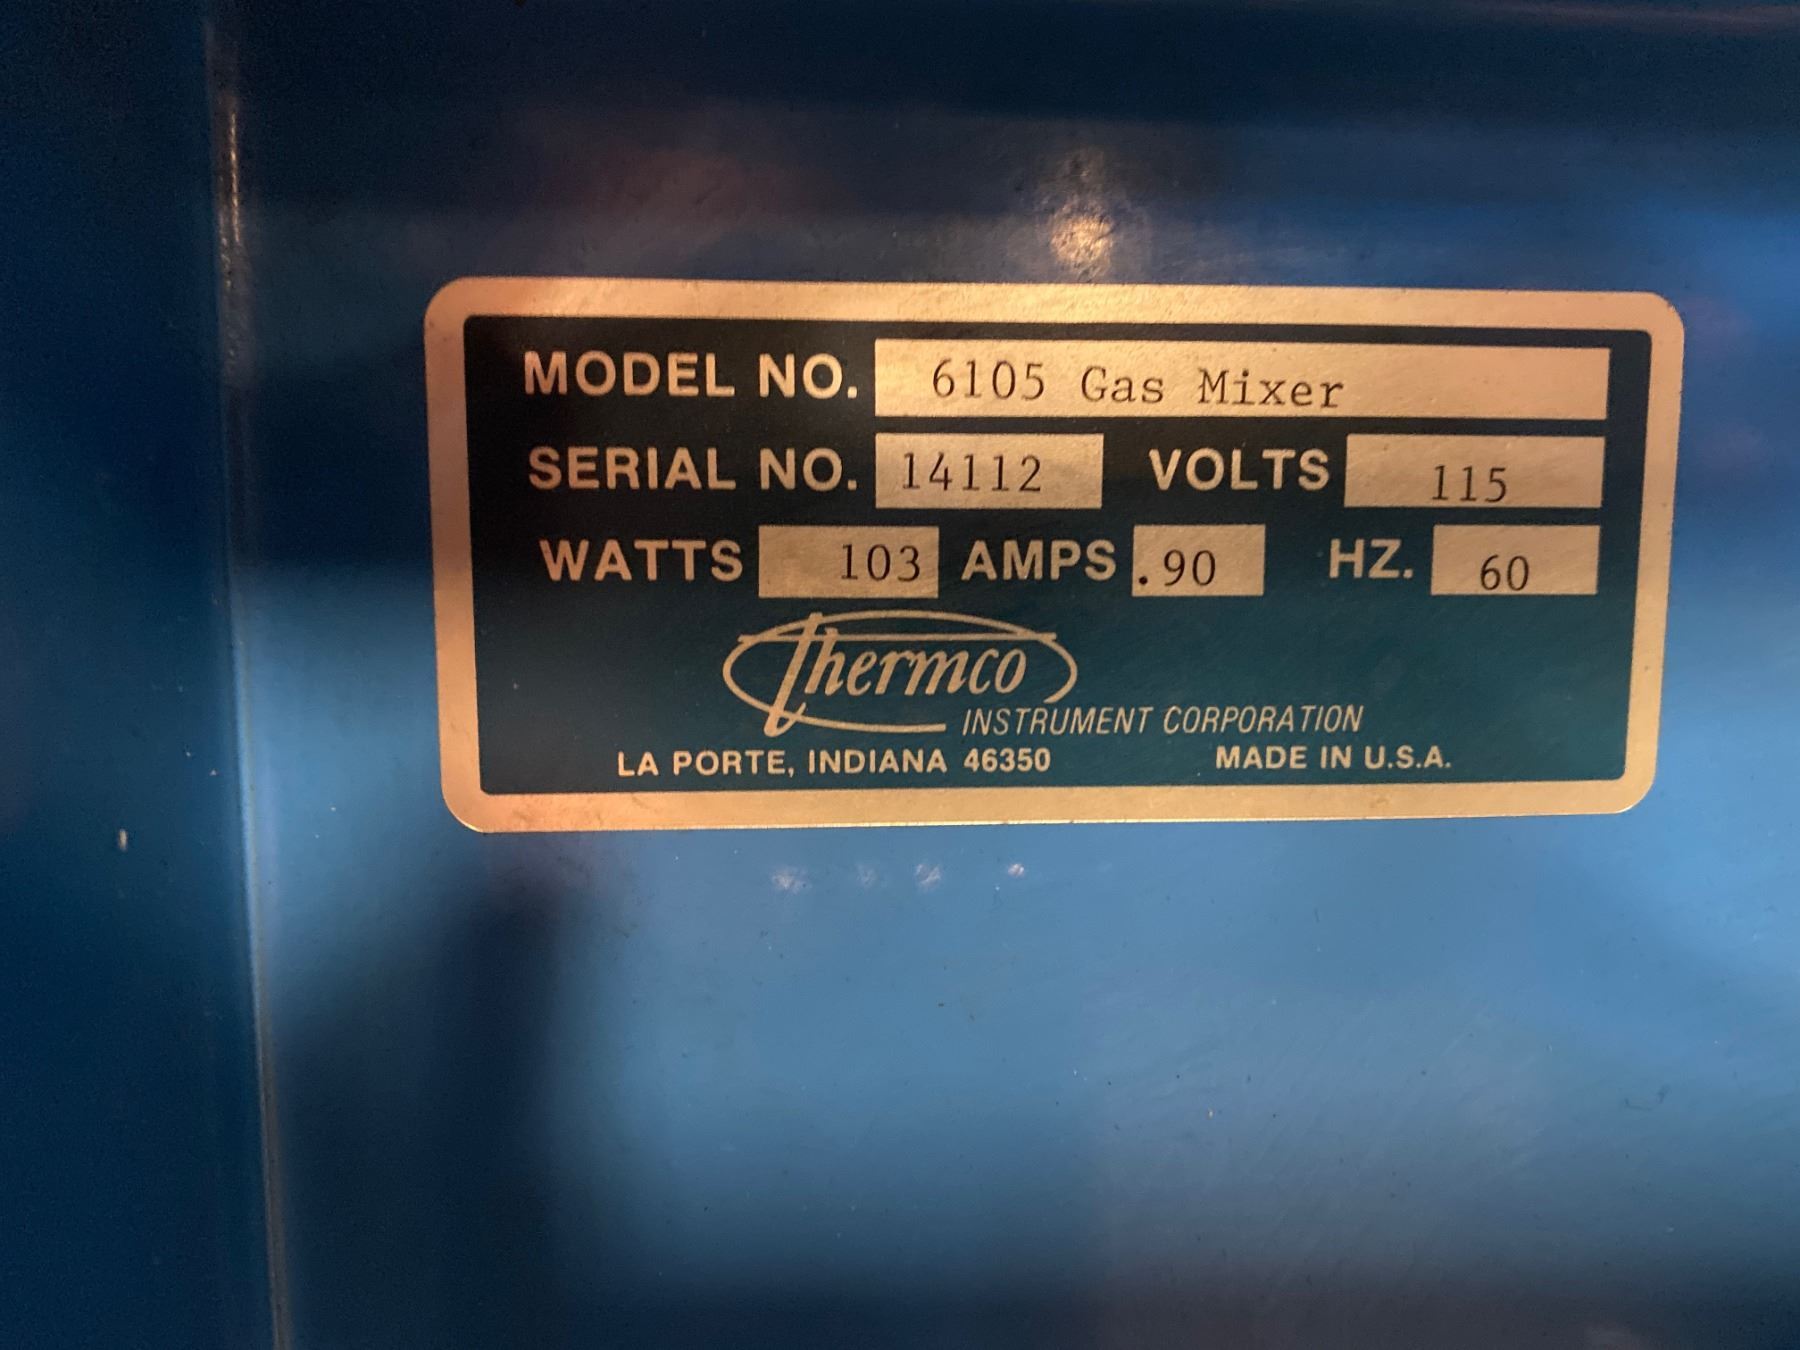 MODEL NO. 6105 Gas Mixer
SERIAL NO. 14112 VOLTS 115
WATTS 103 AMPS .90 HZ. 60
Thermco
INSTRUMENT CORPORATION
LA PORTE, INDIANA 46350 MADE IN U.S.A.